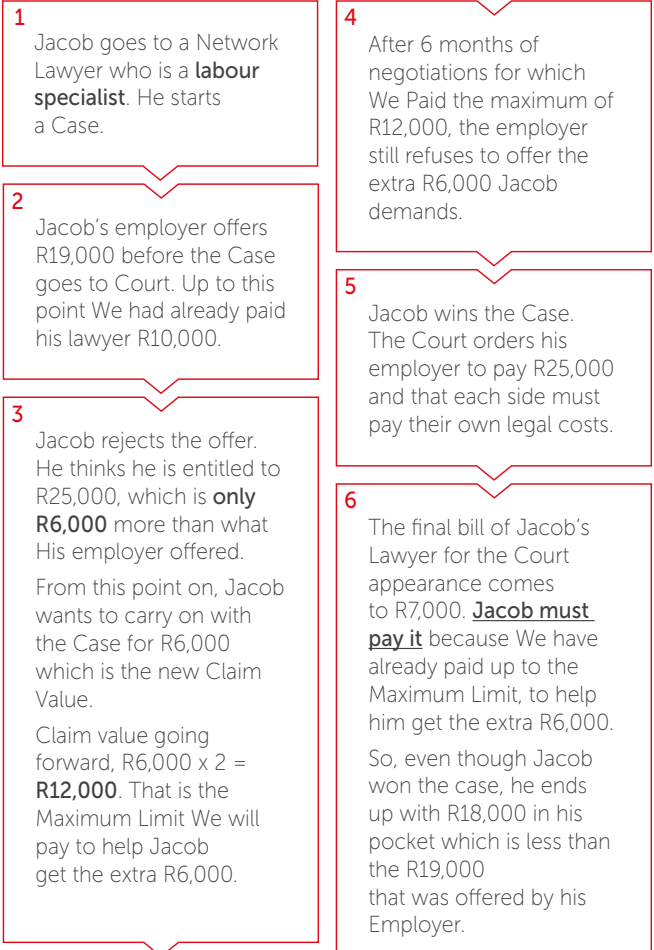 1
Jacob goes to a Network
Lawyer who is a labour
specialist. He starts
a Case.
2
Jacob's employer offers
R19,000 before the Case
goes to Court. Up to this
point We had already paid
his lawyer R10,000.
3
Jacob rejects the offer.
He thinks he is entitled to
R25,000, which is only
R6,000 more than what
His employer offered.
From this point on, Jacob
wants to carry on with
the Case for R6,000
which is the new Claim
Value.
Claim value going
forward, R6,000 x 2 =
R12,000. That is the
Maximum Limit We will
pay to help Jacob
get the extra R6,000.
4
After 6 months of
negotiations for which
We Paid the maximum of
R12,000, the employer
still refuses to offer the
extra R6,000 Jacob
demands.
5
Jacob wins the Case.
The Court orders his
employer to pay R25,000
and that each side must
pay their own legal costs.
6
The final bill of Jacob's
Lawyer for the Court
appearance comes
to R7,000. Jacob must
pay it because We have
already paid up to the
Maximum Limit, to help
him get the extra R6,000.
So, even though Jacob
won the case, he ends
up with R18,000 in his
pocket which is less than
the R19,000
that was offered by his
Employer.